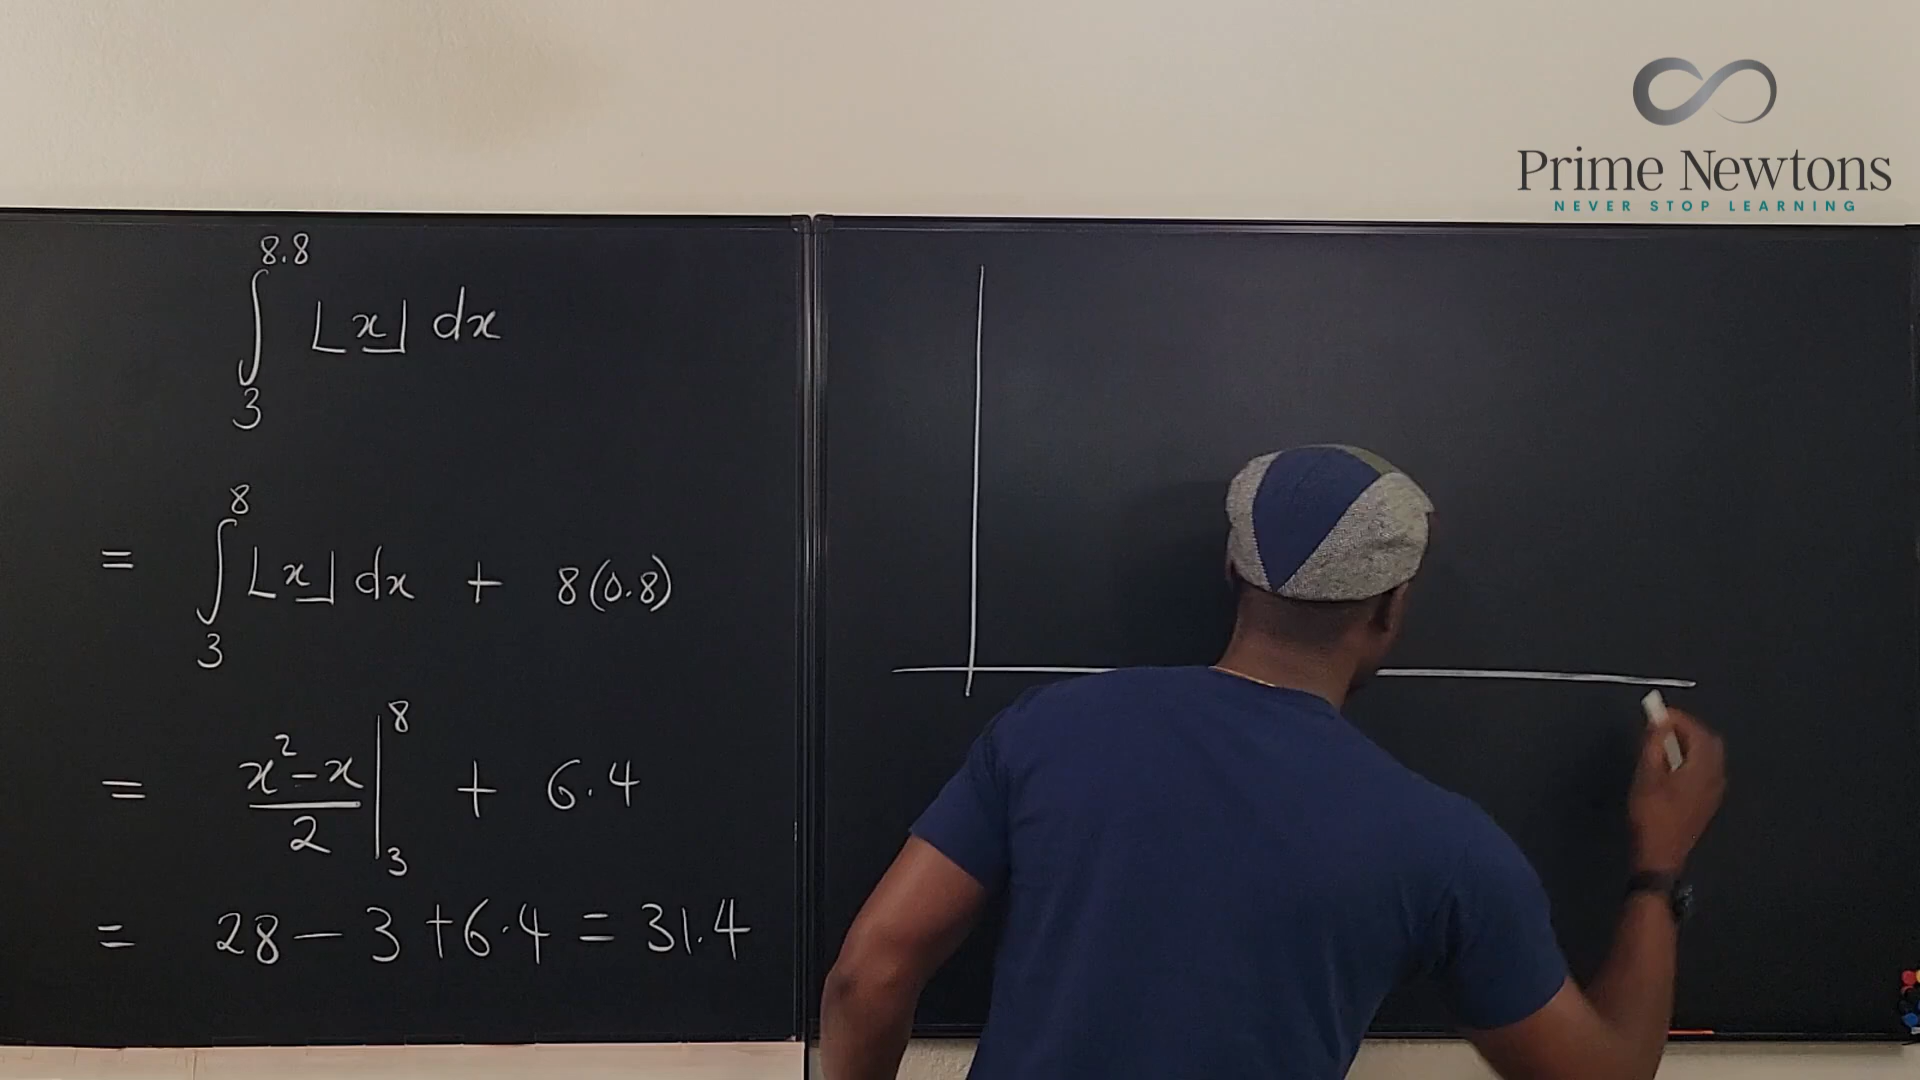 Prime Newtons
NEVER STOP LEARNING
∫₃^8.8 ⌊x⌋ dx
= ∫₃^8 ⌊x⌋ dx + 8(0.8)
= (x² - x)/2 |₃^8 + 6.4
= 28 - 3 + 6.4 = 31.4